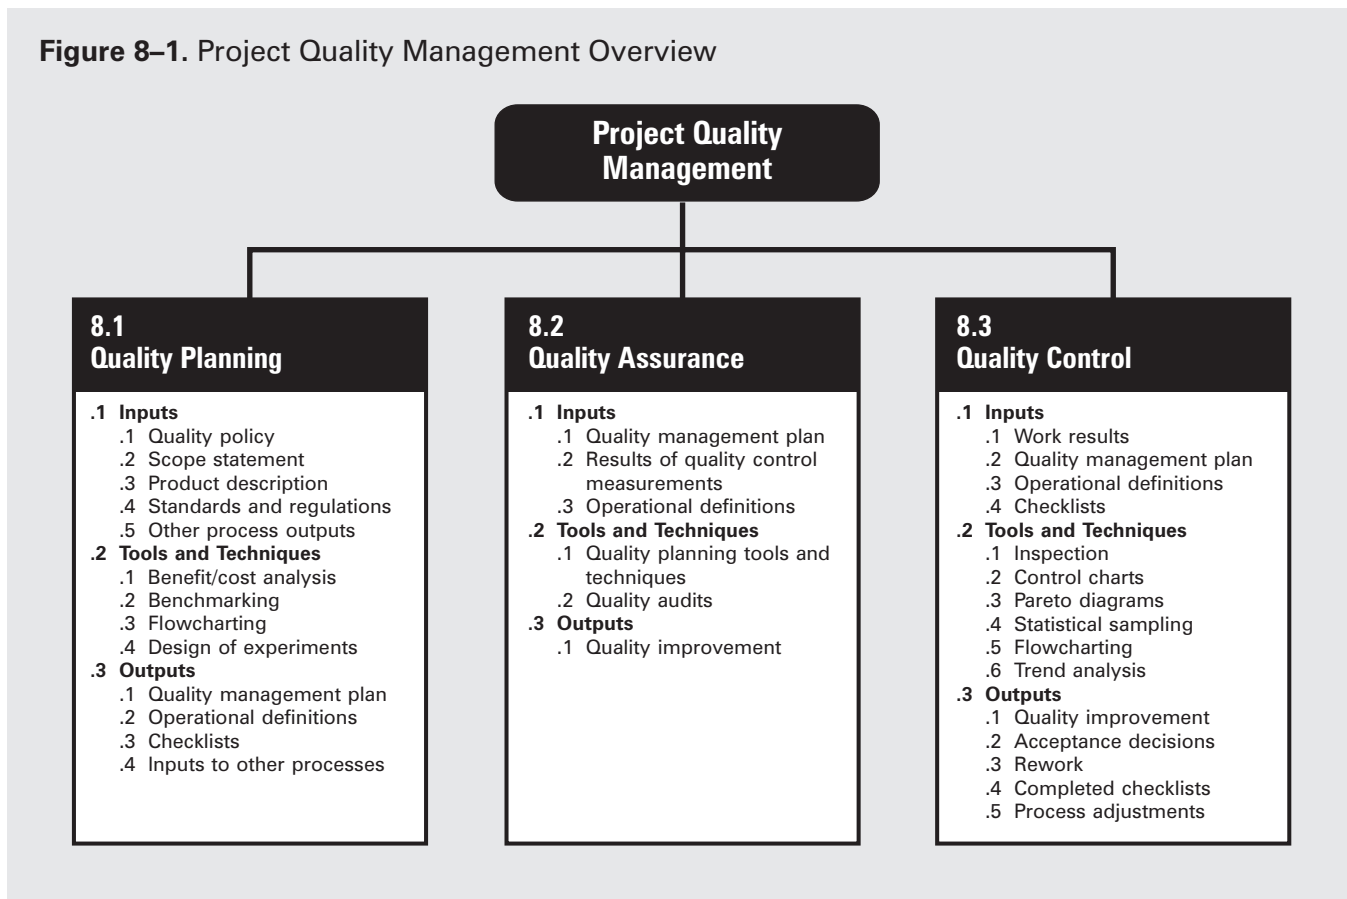 Figure 8–1. Project Quality Management Overview
Project Quality
Management
8.1
Quality Planning
.1 Inputs
.1 Quality policy
.2 Scope statement
.3 Product description
.4 Standards and regulations
.5 Other process outputs
.2 Tools and Techniques
.1 Benefit/cost analysis
.2 Benchmarking
.3 Flowcharting
.4 Design of experiments
.3 Outputs
.1 Quality management plan
.2 Operational definitions
.3 Checklists
.4 Inputs to other processes
8.2
Quality Assurance
.1 Inputs
.1 Quality management plan
.2 Results of quality control
measurements
.3 Operational definitions
.2 Tools and Techniques
.1 Quality planning tools and
techniques
.2 Quality audits
.3 Outputs
.1 Quality improvement
8.3
Quality Control
.1 Inputs
.1 Work results
.2 Quality management plan
.3 Operational definitions
.4 Checklists
.2 Tools and Techniques
.1 Inspection
.2 Control charts
.3 Pareto diagrams
.4 Statistical sampling
.5 Flowcharting
.6 Trend analysis
.3 Outputs
.1 Quality improvement
.2 Acceptance decisions
.3 Rework
.4 Completed checklists
.5 Process adjustments